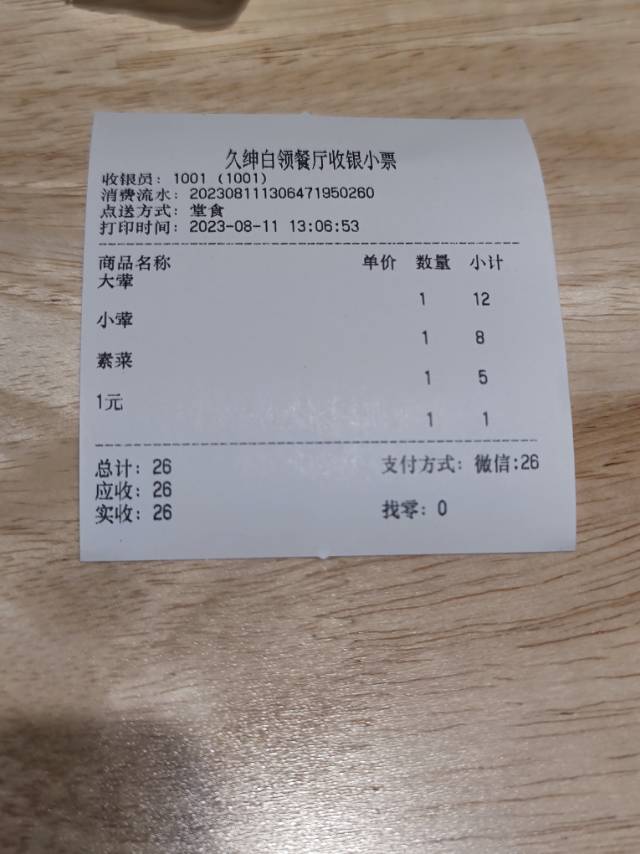 久绅白领餐厅收银小票
收银员: 1001 (1001)
消费流水: 202308111306471950260
点送方式: 堂食
打印时间: 2023-08-11 13:06:53
商品名称 单价 数量 小计
大荤
1 12
小荤
1 8
素菜
1 5
1元
1 1
总计: 26 支付方式: 微信:26
应收: 26
实收: 26 找零: 0